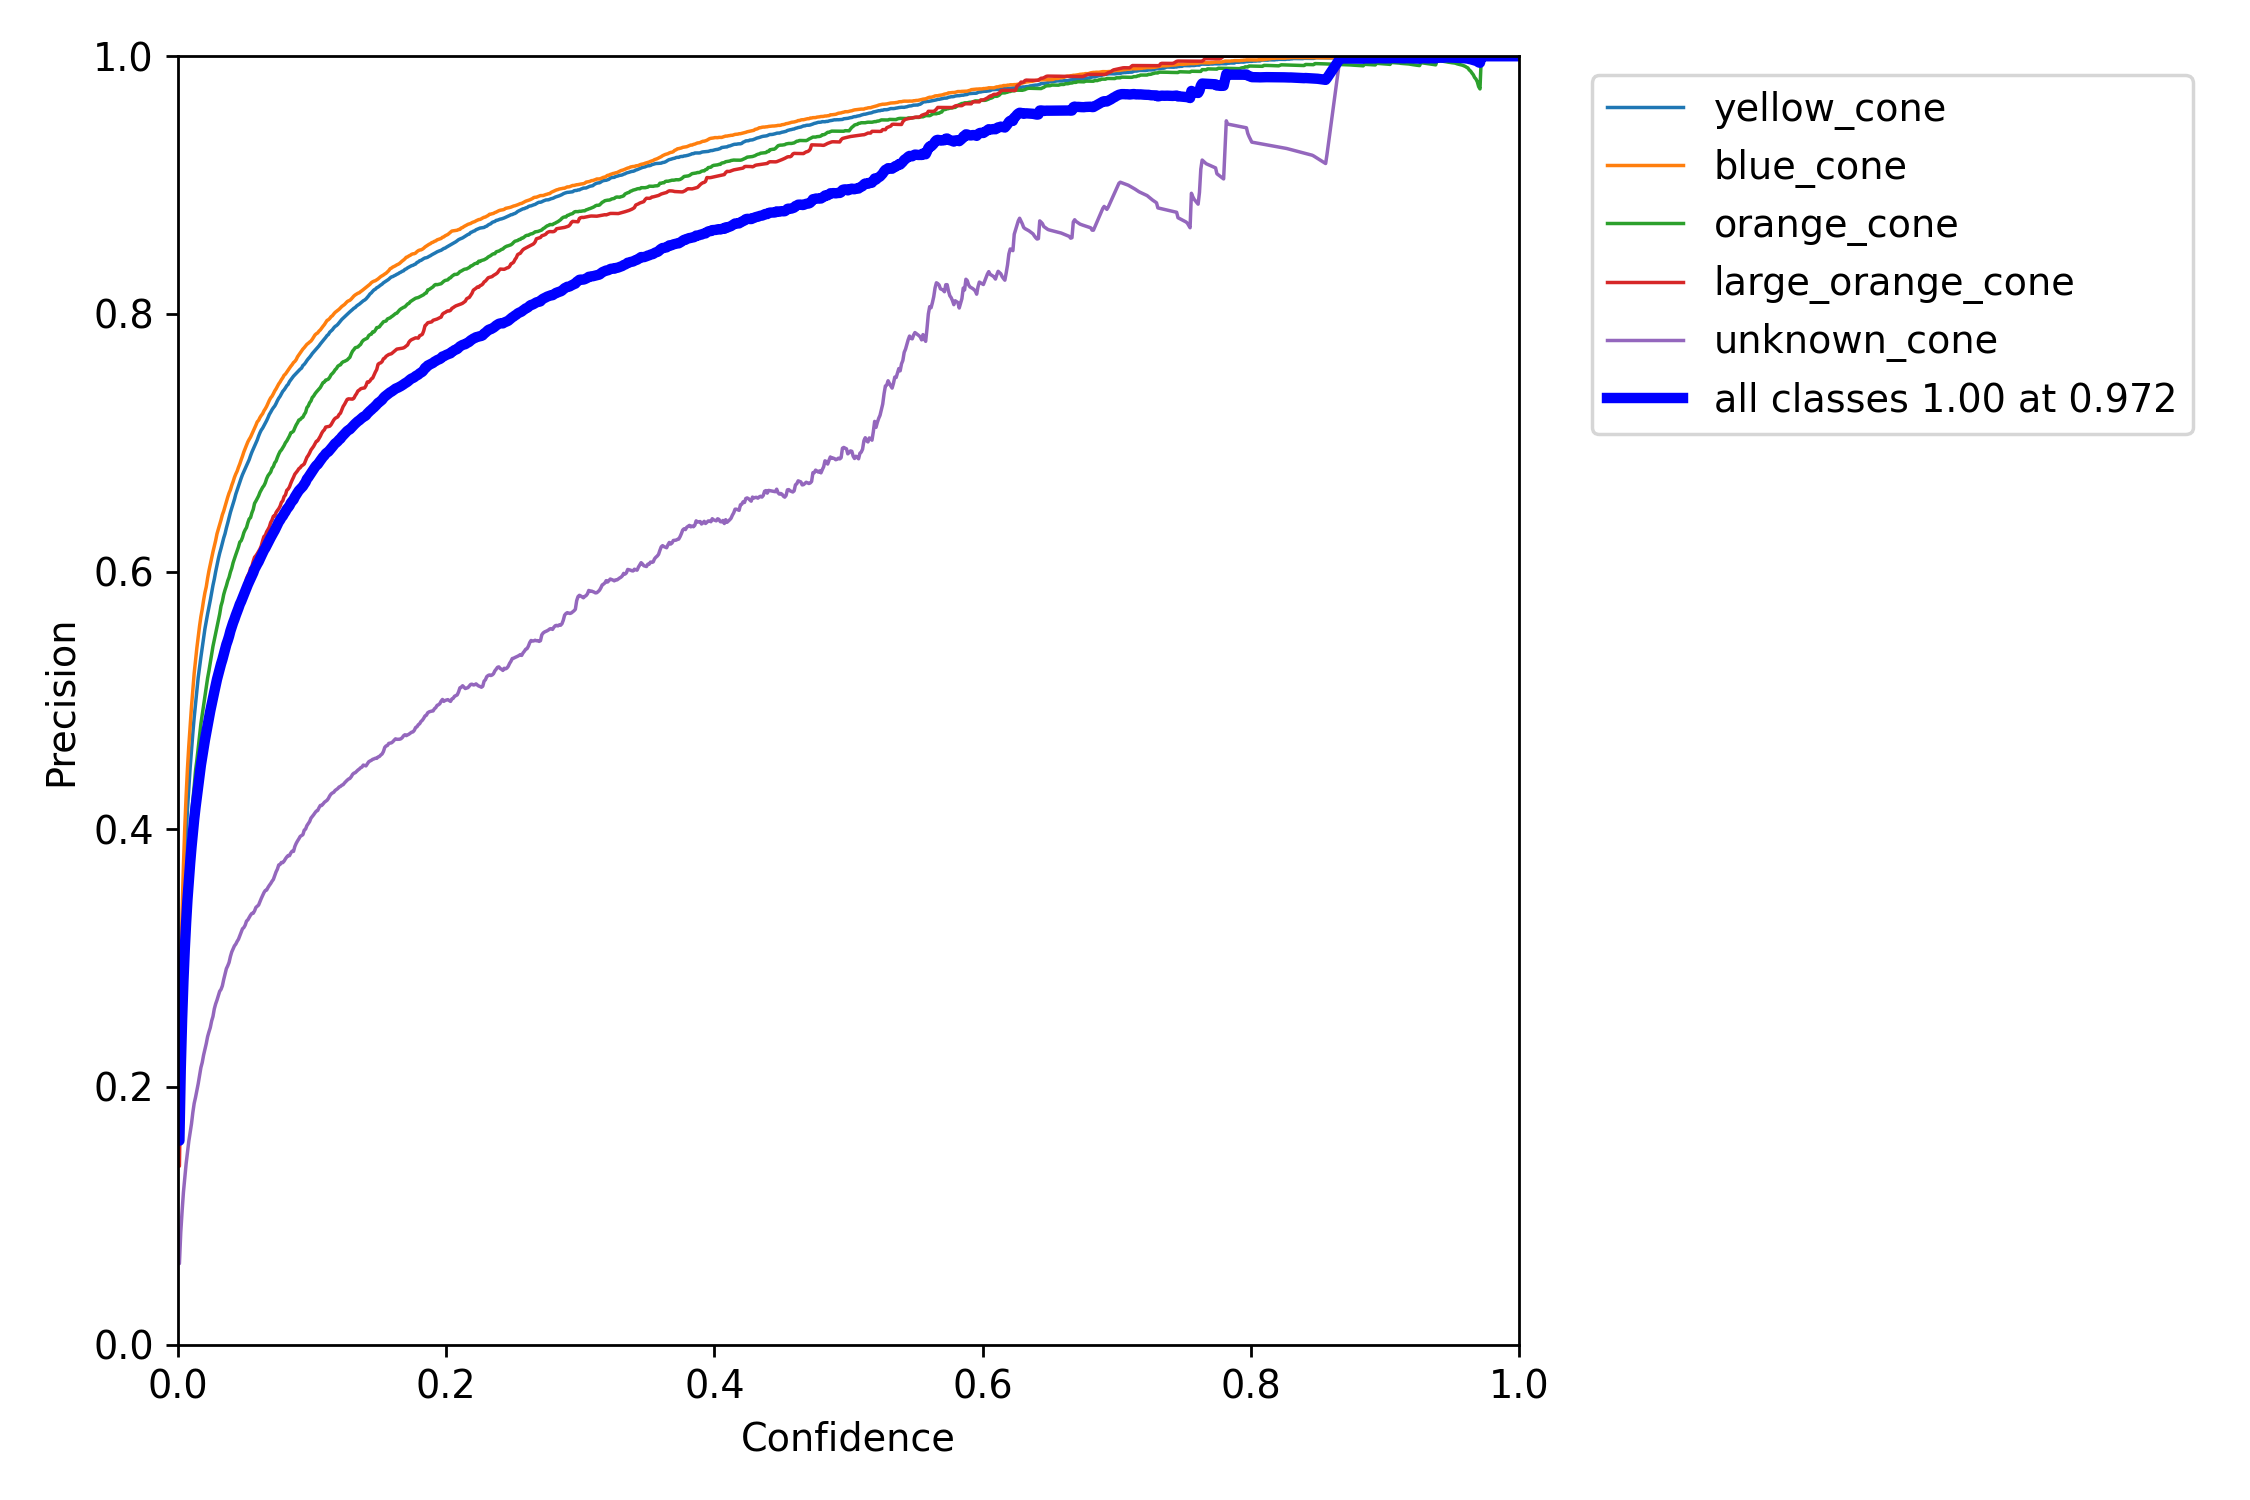 1.0
0.8
0.6
0.4
0.2
0.0
0.0 0.2 0.4 0.6 0.8 1.0
Precision
Confidence
yellow_cone
blue_cone
orange_cone
large_orange_cone
unknown_cone
all classes 1.00 at 0.972